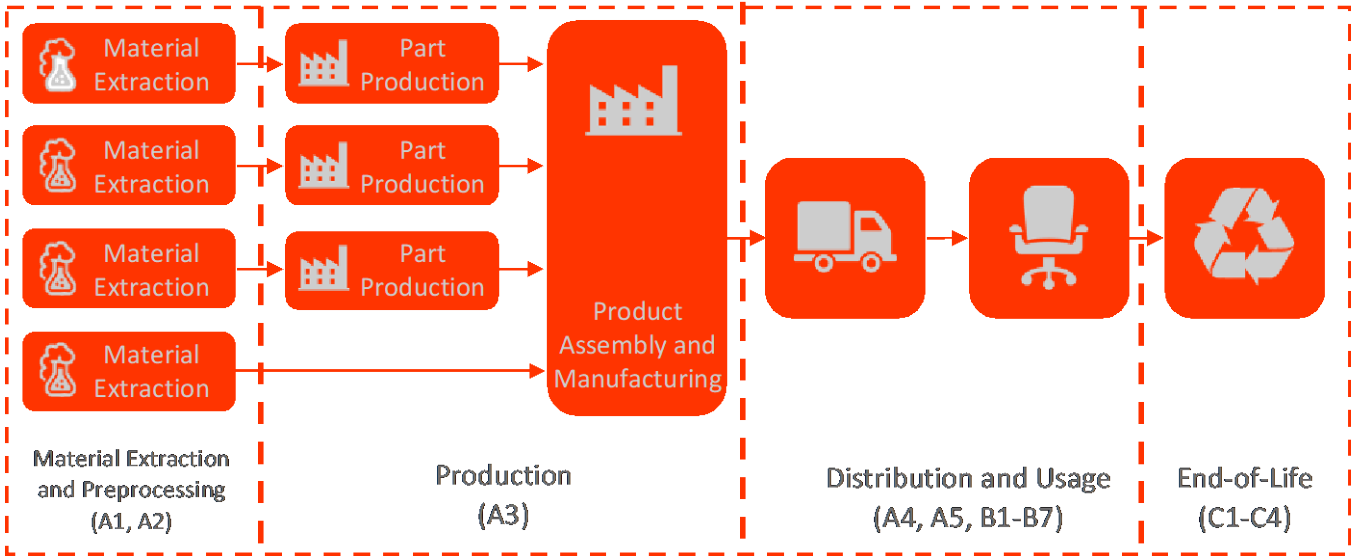 Material
Extraction
Part
Production
Material
Extraction
Part
Production
Material
Extraction
Part
Production
Material
Extraction
Product
Assembly and
Manufacturing
Material Extraction
and Preprocessing
(A1, A2)
Production
(A3)
Distribution and Usage
(A4, A5, B1-B7)
End-of-Life
(C1-C4)